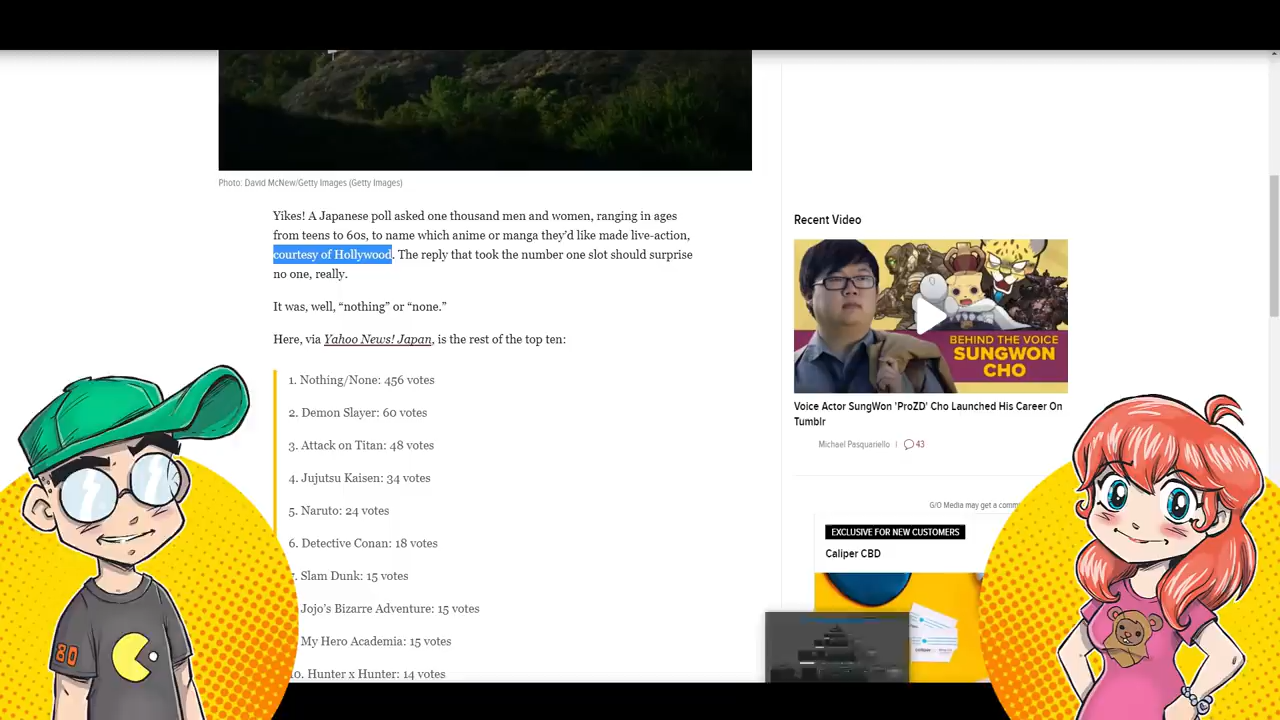 Photo: David McNew/Getty Images (Getty Images)
Yikes! A Japanese poll asked one thousand men and women, ranging in ages
from teens to 60s, to name which anime or manga they'd like made live-action,
courtesy of Hollywood. The reply that took the number one slot should surprise
no one, really.
It was, well, “nothing” or “none.”
Here, via Yahoo News! Japan, is the rest of the top ten:
1. Nothing/None: 456 votes
2. Demon Slayer: 60 votes
3. Attack on Titan: 48 votes
4. Jujutsu Kaisen: 34 votes
5. Naruto: 24 votes
6. Detective Conan: 18 votes
Slam Dunk: 15 votes
Jojo's Bizarre Adventure: 15 votes
My Hero Academia: 15 votes
Hunter x Hunter: 14 votes
Recent Video
BEHIND THE VOICE
SUNGWON
CHO
Voice Actor SungWon 'ProZD' Cho Launched His Career On
Tumblr
Michael Pasquariello | 43
G/O Media may get a
EXCLUSIVE FOR NEW CUSTOMERS
Caliper CBD
80